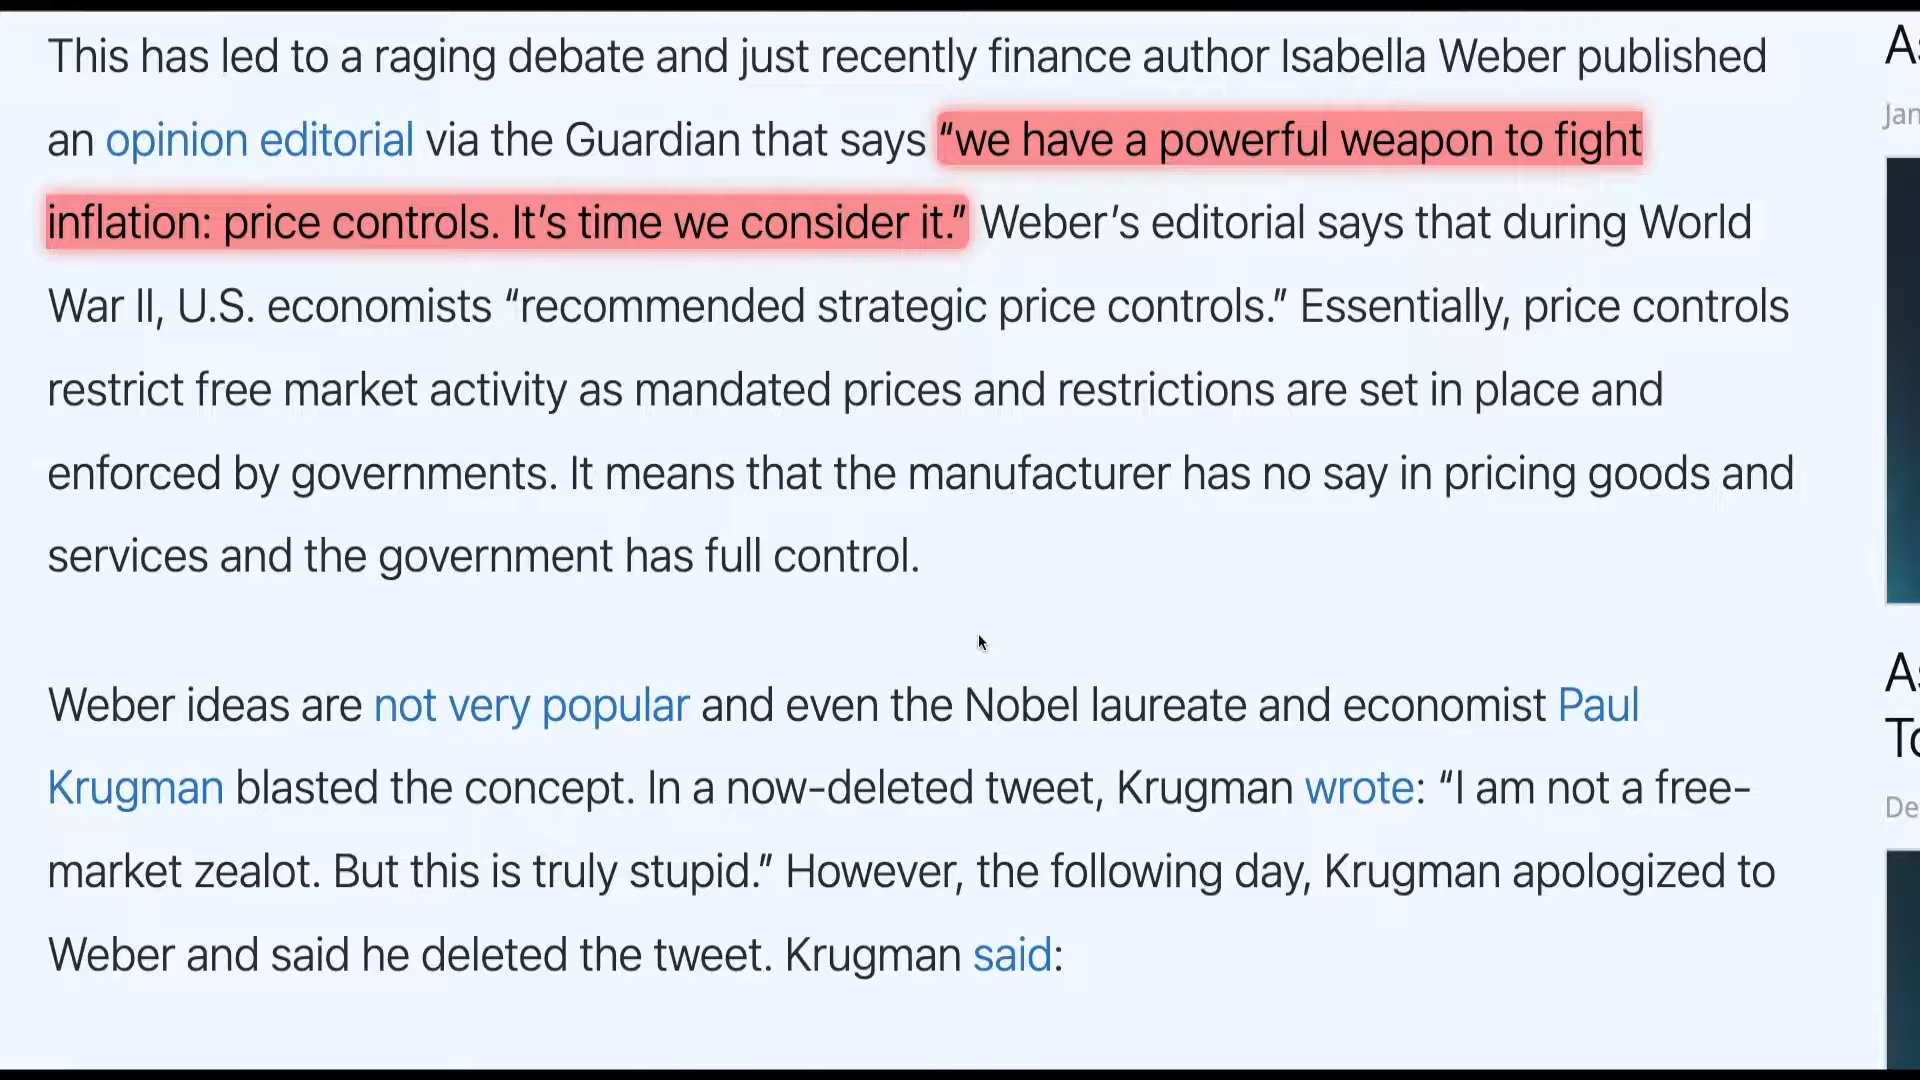 This has led to a raging debate and just recently finance author Isabella Weber published
an opinion editorial via the Guardian that says “we have a powerful weapon to fight
inflation: price controls. It’s time we consider it.” Weber’s editorial says that during World
War II, U.S. economists “recommended strategic price controls.” Essentially, price controls
restrict free market activity as mandated prices and restrictions are set in place and
enforced by governments. It means that the manufacturer has no say in pricing goods and
services and the government has full control.
Weber ideas are not very popular and even the Nobel laureate and economist Paul
Krugman blasted the concept. In a now-deleted tweet, Krugman wrote: “I am not a free-
market zealot. But this is truly stupid.” However, the following day, Krugman apologized to
Weber and said he deleted the tweet. Krugman said: